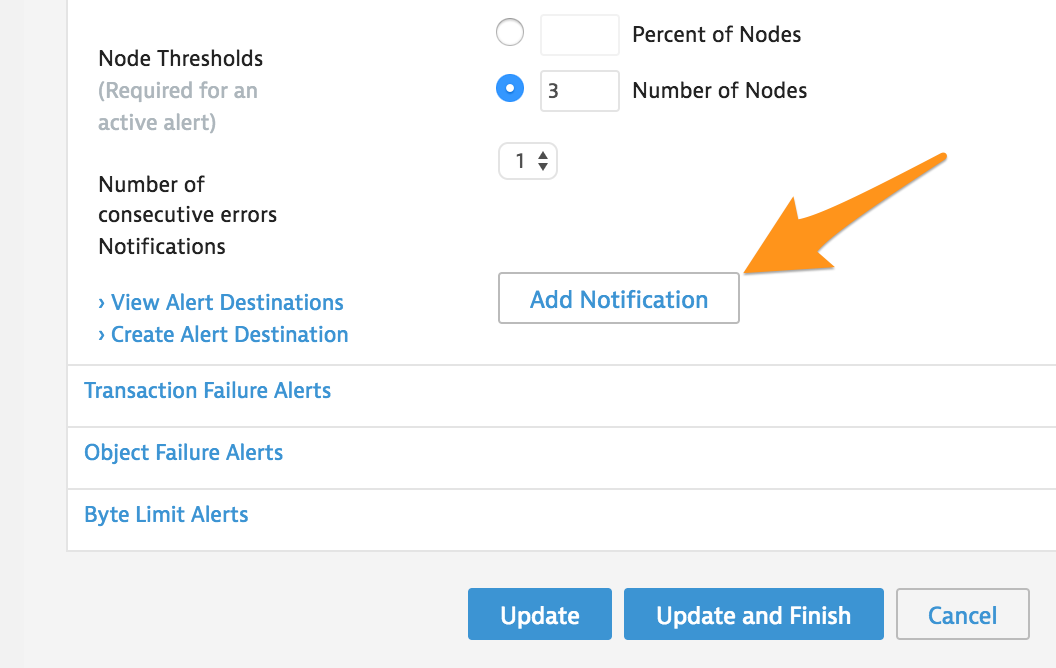 Percent of Nodes
Node Thresholds
(Required for an
active alert)
3 Number of Nodes
1
Number of
consecutive errors
Notifications
› View Alert Destinations
› Create Alert Destination
Add Notification
Transaction Failure Alerts
Object Failure Alerts
Byte Limit Alerts
Update Update and Finish Cancel